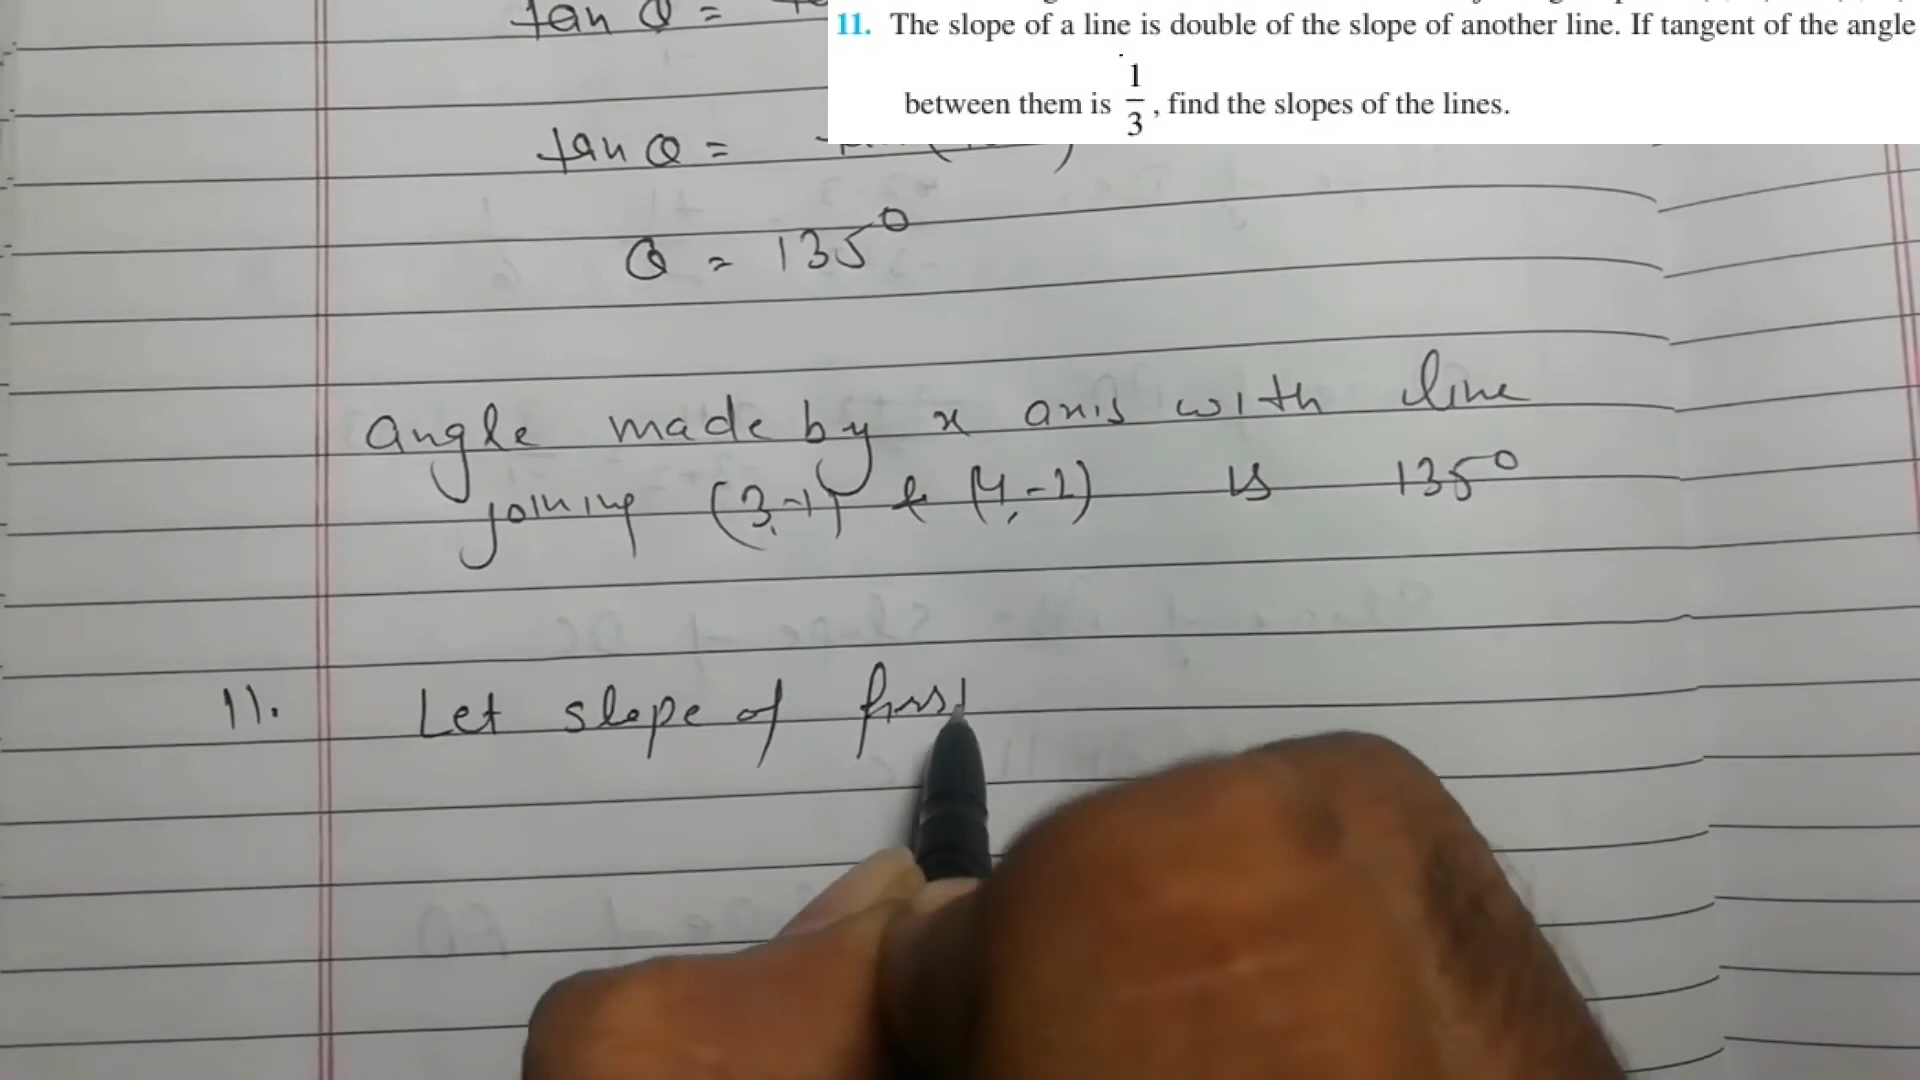 tan Q =
11. The slope of a line is double of the slope of another line. If tangent of the angle
between them is 1/3, find the slopes of the lines.
tan Q =
Q = 135°
angle made by x axis with line
joining (3,-1) & (4,-2) is 135°
11. Let slope of first